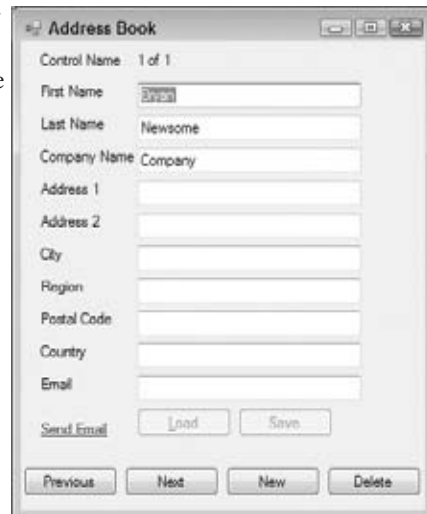 e
Address Book
Control Name 1 of 1
First Name Bryan
Last Name Newsome
Company Name Company
Address 1
Address 2
City
Region
Postal Code
Country
Email
Send Email Load Save
Previous Next New Delete